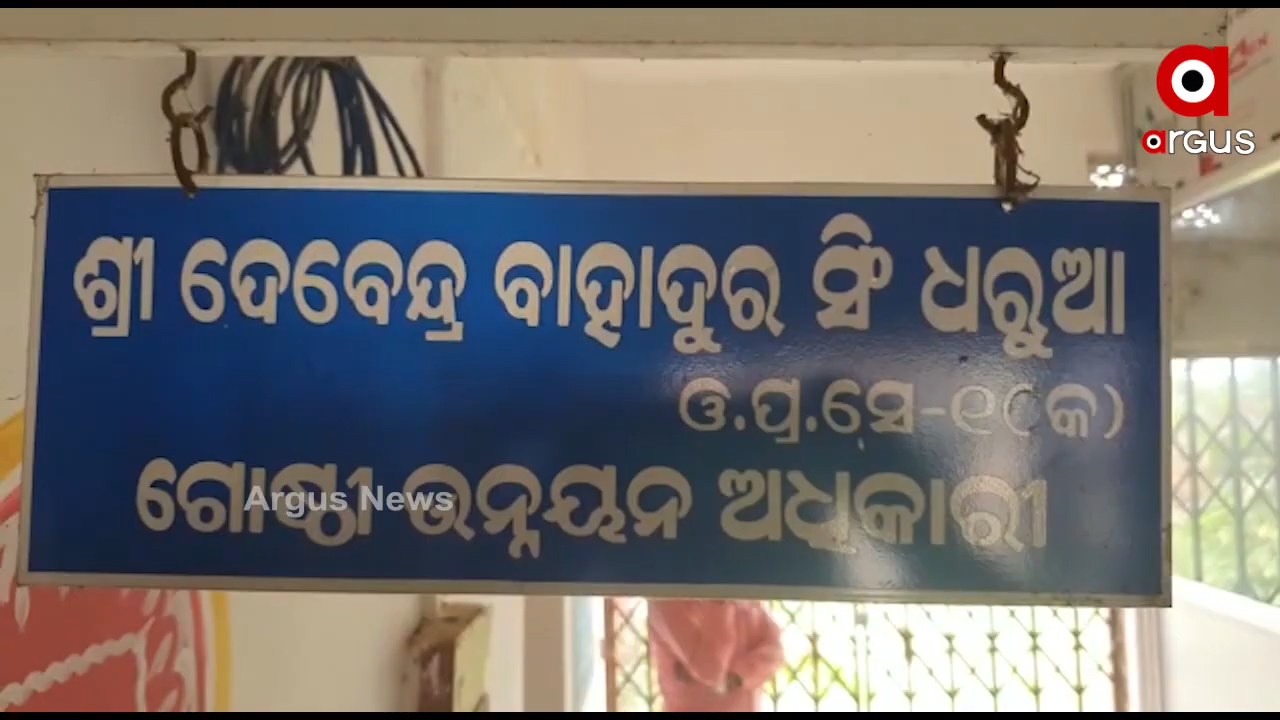 argus
ଶ୍ରୀ ଦେବେନ୍ଦ୍ର ବାହାଦୁର ସିଂ ଧରୁଆ
ଓ.ପ୍ର.ସେ-୧(କ)
ଗୋଷ୍ଠୀ ଉନ୍ନୟନ ଅଧିକାରୀ
Argus News